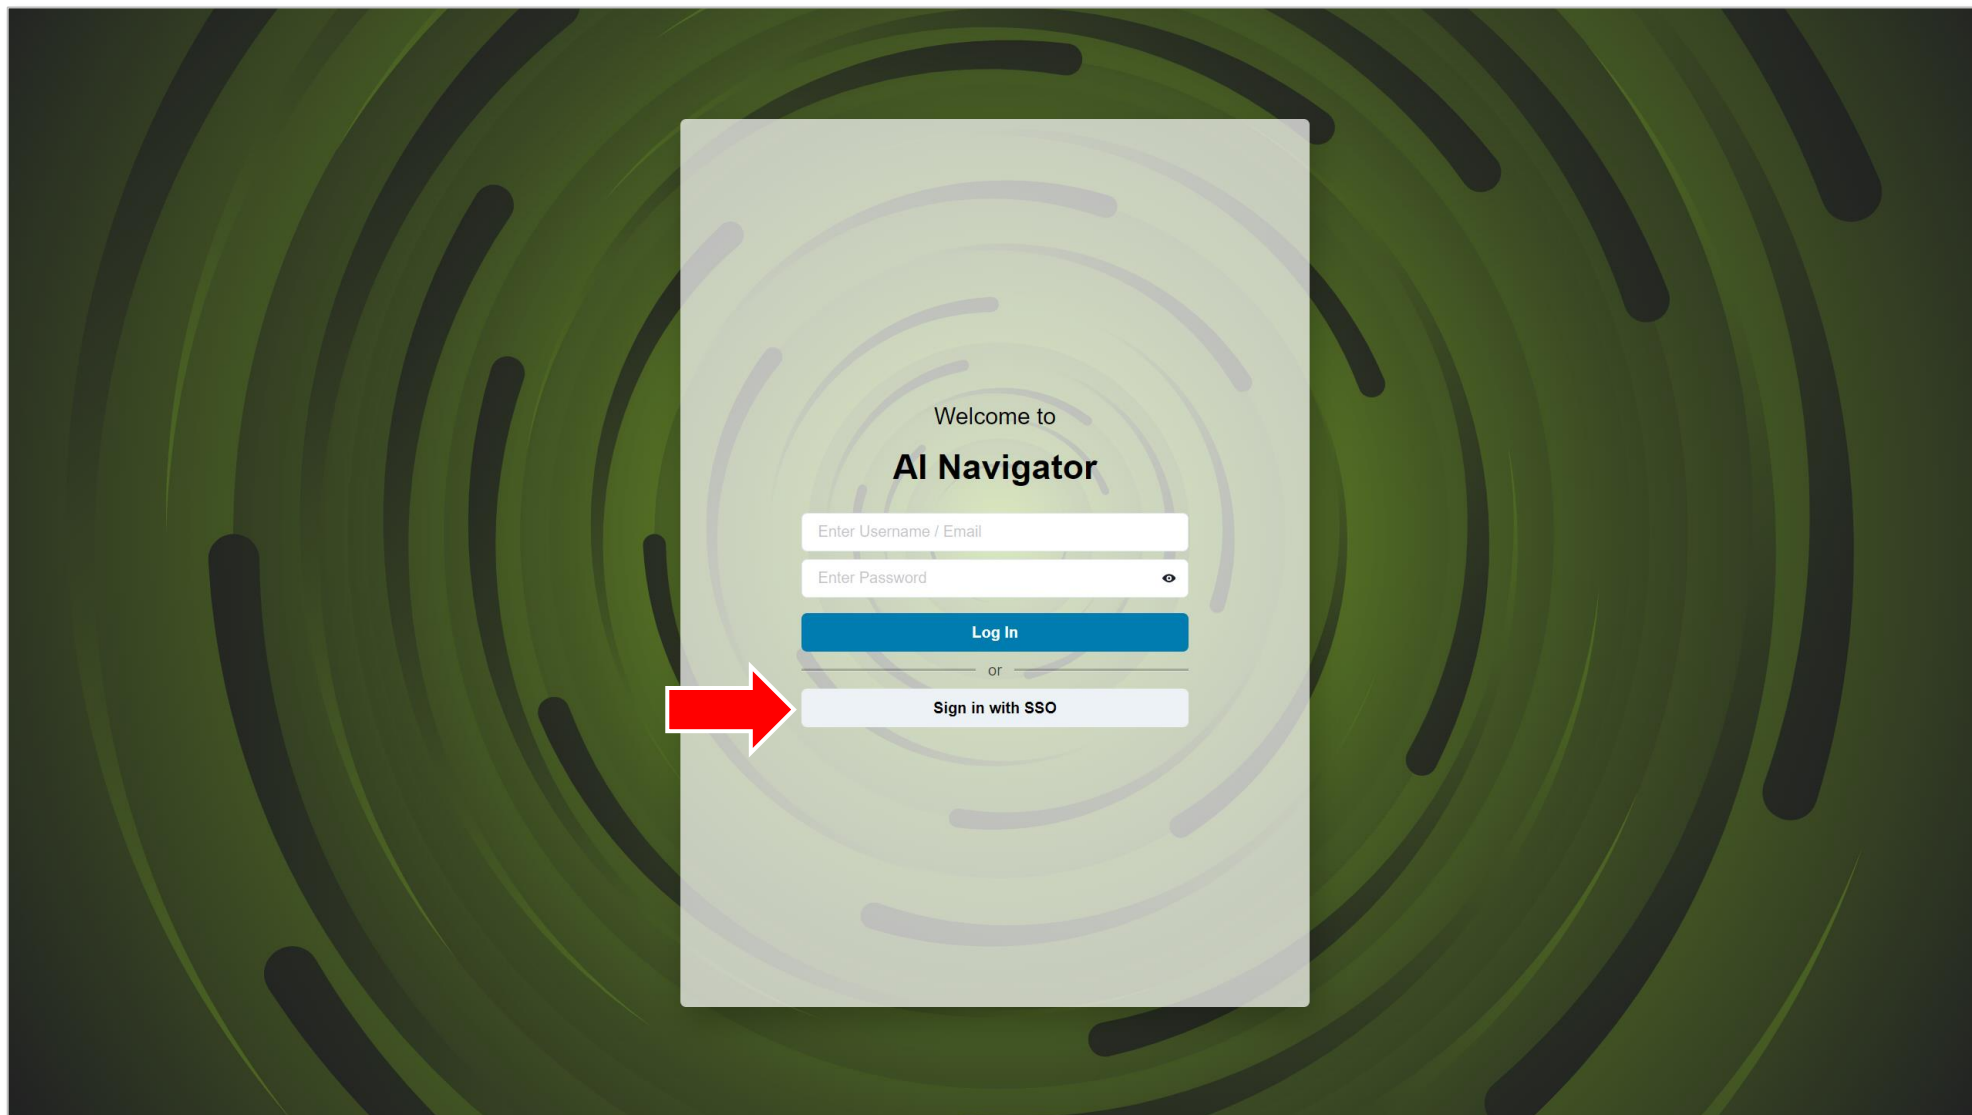 Welcome to
AI Navigator
Enter Username / Email
Enter Password
Log In
or
Sign in with SSO